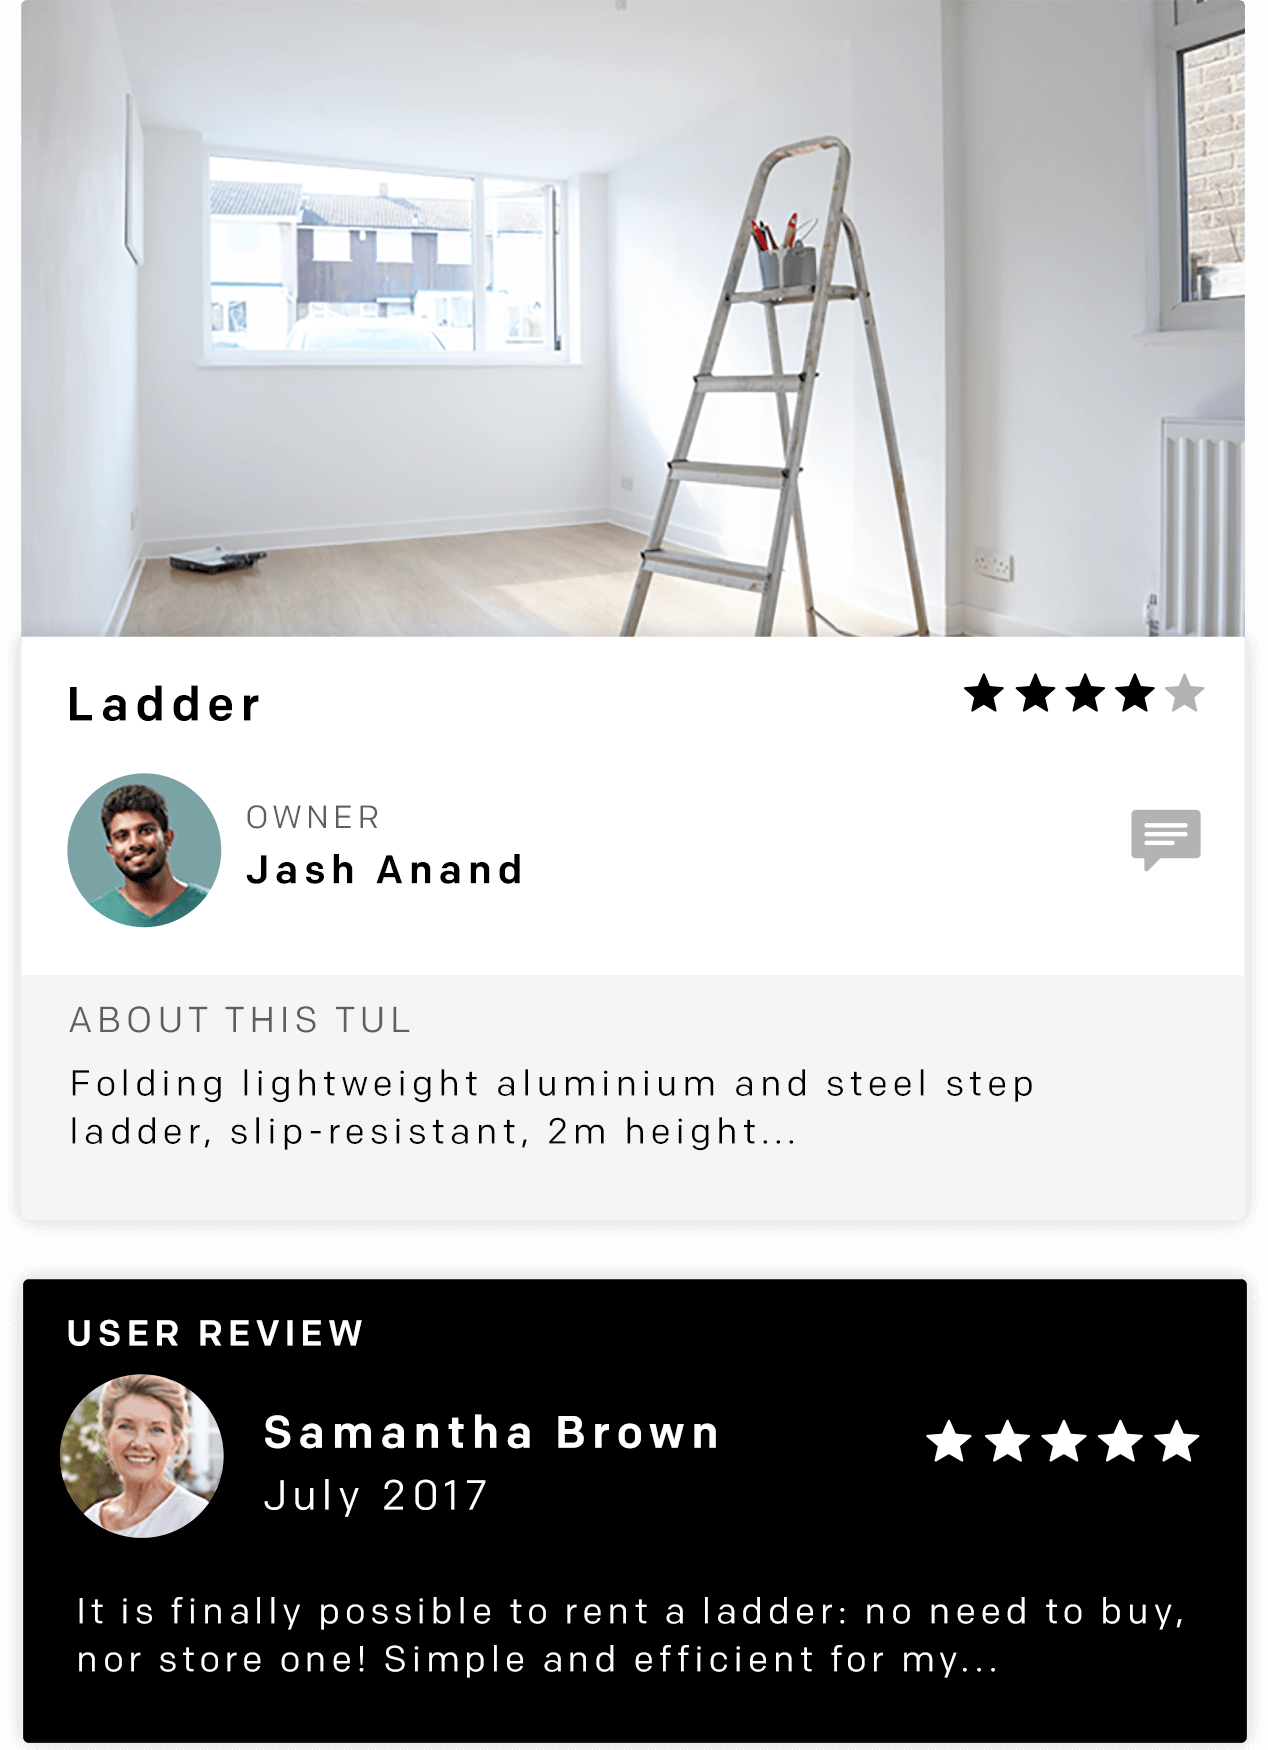 Ladder
OWNER
Jash Anand
ABOUT THIS TUL
Folding lightweight aluminium and steel step
ladder, slip-resistant, 2m height...
USER REVIEW
Samantha Brown
July 2017
It is finally possible to rent a ladder: no need to buy,
nor store one! Simple and efficient for my...